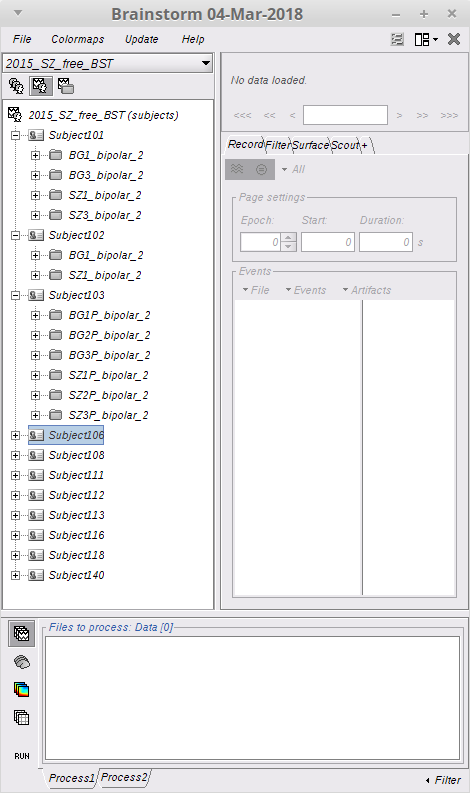 Brainstorm 04-Mar-2018
File Colormaps Update Help
2015_SZ_free_BST
2015_SZ_free_BST (subjects)
Subject101
BG1_bipolar_2
BG3_bipolar_2
SZ1_bipolar_2
SZ3_bipolar_2
Subject102
BG1_bipolar_2
SZ1_bipolar_2
Subject103
BG1P_bipolar_2
BG2P_bipolar_2
BG3P_bipolar_2
SZ1P_bipolar_2
SZ2P_bipolar_2
SZ3P_bipolar_2
Subject106
Subject108
Subject111
Subject112
Subject113
Subject116
Subject118
Subject140
No data loaded.
<<< << < > >> >>>
Record Filter Surface Scout +
All
Page settings
Epoch: Start: Duration:
0 0 0 s
Events
File Events Artifacts
Files to process: Data [0]
RUN
Process1 Process2
Filter